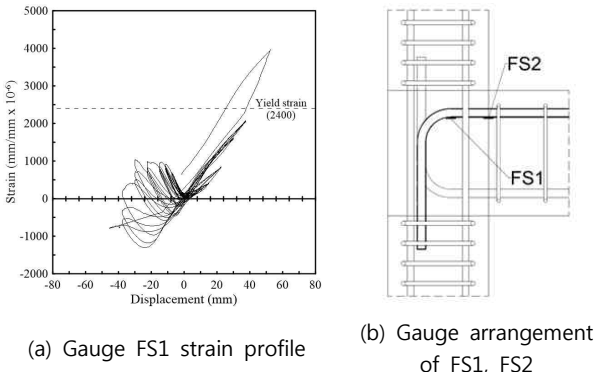 5000
4000
3000
2000
1000
0
-1000
-2000
Strain (mm/mm x 10⁻⁶)
Yield strain
(2400)
-80 -60 -40 -20 0 20 40 60 80
Displacement (mm)
(a) Gauge FS1 strain profile
FS2
FS1
(b) Gauge arrangement
of FS1, FS2